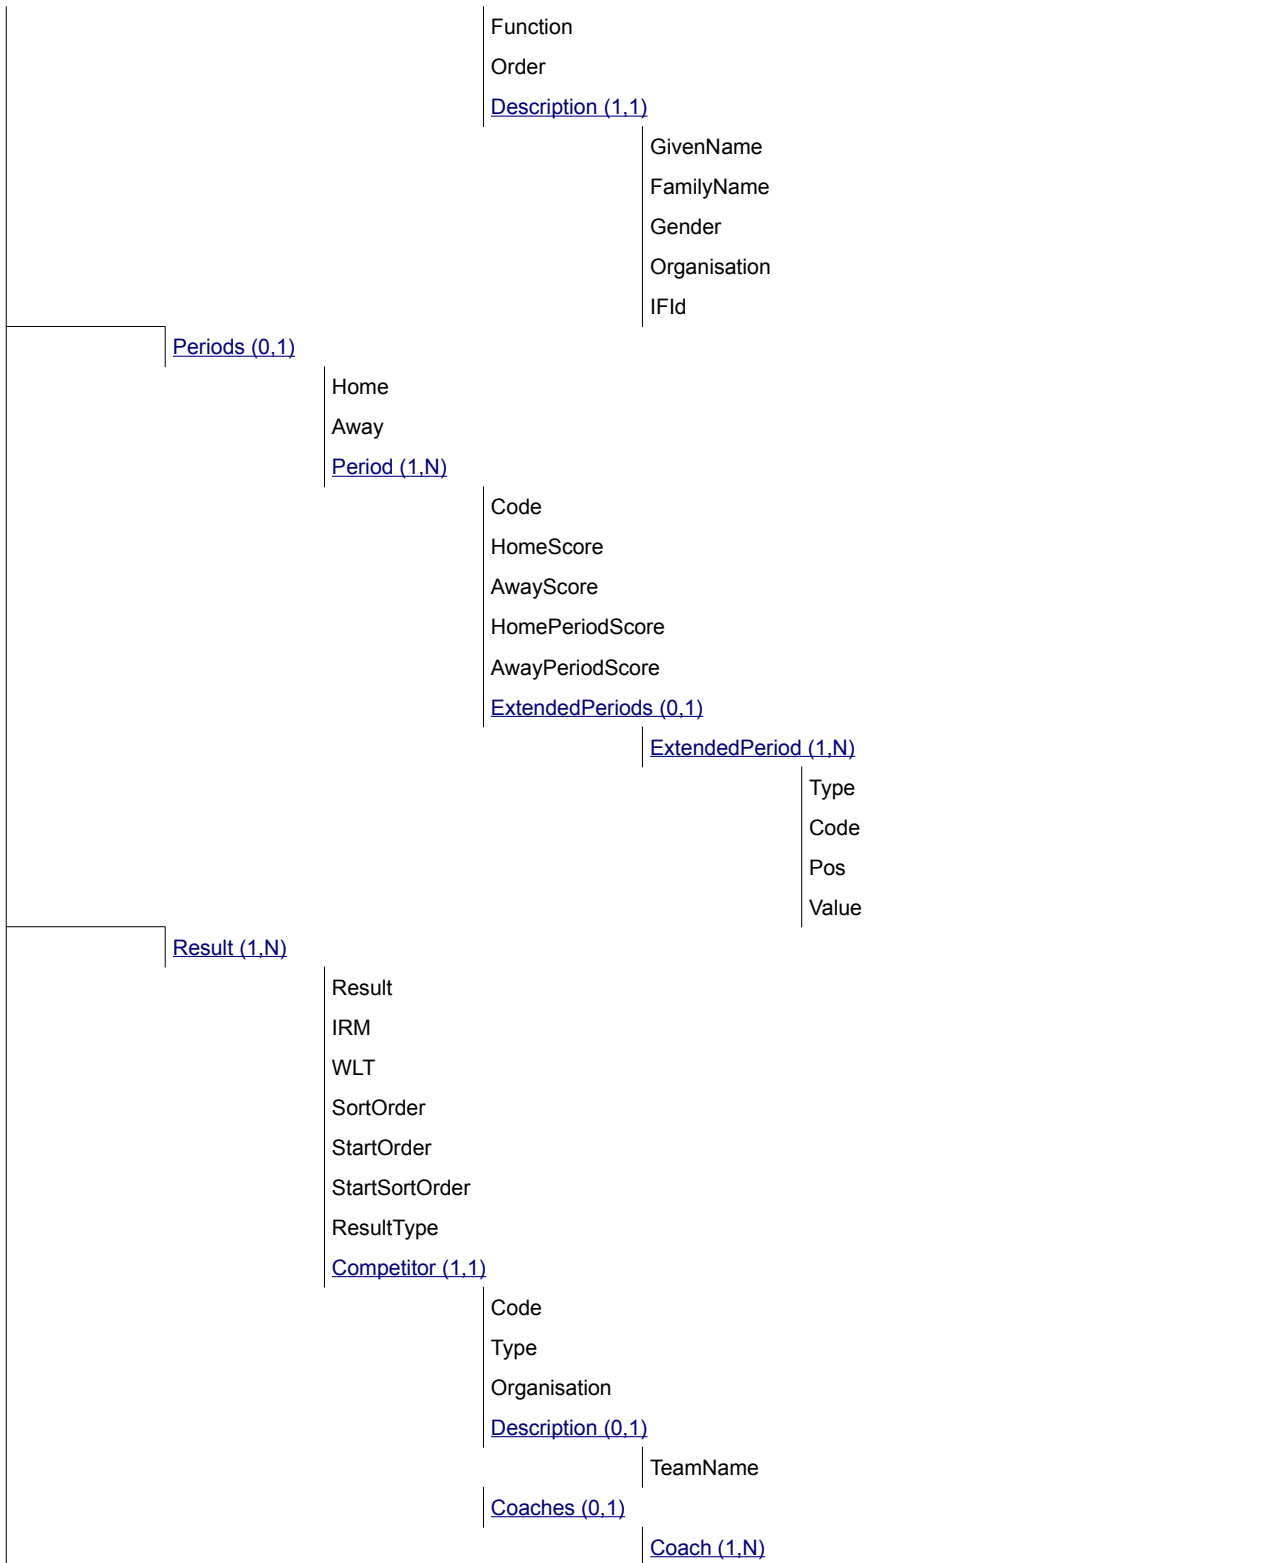 Function
Order
Description (1,1)
GivenName
FamilyName
Gender
Organisation
IFId
Periods (0,1)
Home
Away
Period (1,N)
Code
HomeScore
AwayScore
HomePeriodScore
AwayPeriodScore
ExtendedPeriods (0,1)
ExtendedPeriod (1,N)
Type
Code
Pos
Value
Result (1,N)
Result
IRM
WLT
SortOrder
StartOrder
StartSortOrder
ResultType
Competitor (1,1)
Code
Type
Organisation
Description (0,1)
TeamName
Coaches (0,1)
Coach (1,N)